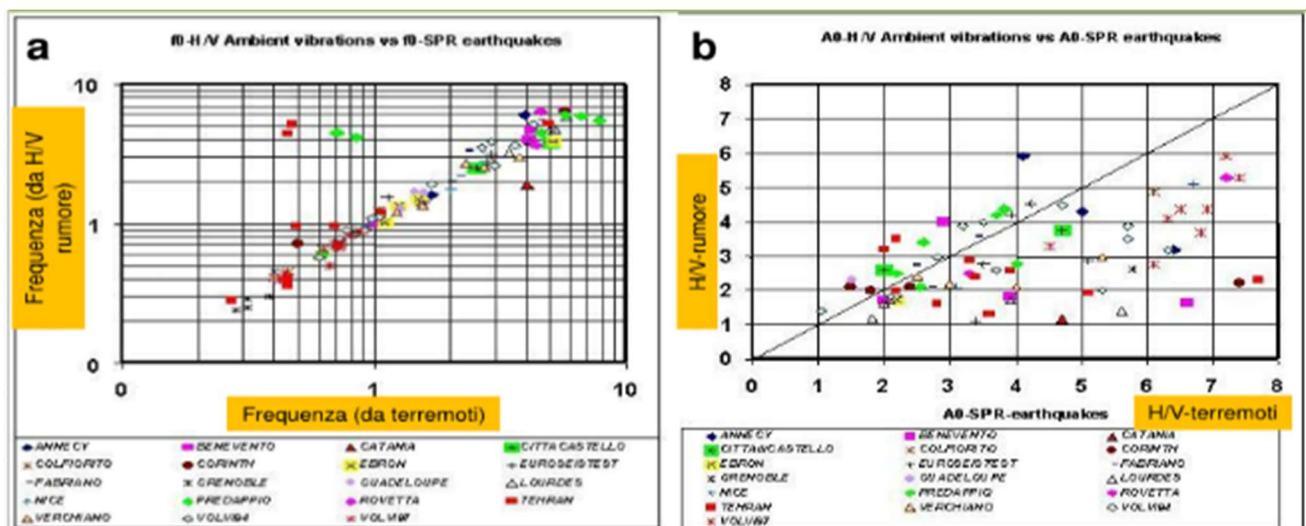 a
f0-H/V Ambient vibrations vs f0-SPR earthquakes
10
1
0
0
1
10
Frequenza (da H/V
rumore)
Frequenza (da terremoti)
ANNECY BENEVENTO CATANIA CITTA CASTELLO
COLFIORITO CORINTH EBRON EUROSEISTEST
FABRIANO GRENOBLE GUADELOUPE LOURDES
NICE PREDAPPIO ROVETTA TEHRAN
VERCHIANO VOLVI94 VOLVI97
b
A0-H/V Ambient vibrations vs A0-SPR earthquakes
8
7
6
5
4
3
2
1
0
0 1 2 3 4 5 6 7 8
H/V-rumore
A0-SPR-earthquakes
H/V-terremoti
ANNECY BENEVENTO CATANIA
CITTADICASTELLO COLFIORITO CORINTH
EBRON EUROSEISTEST FABRIANO
GRENOBLE GUADELOUPE LOURDES
NICE PREDAPPIO ROVETTA
TEHRAN VERCHIANO VOLVI94
VOLVI97